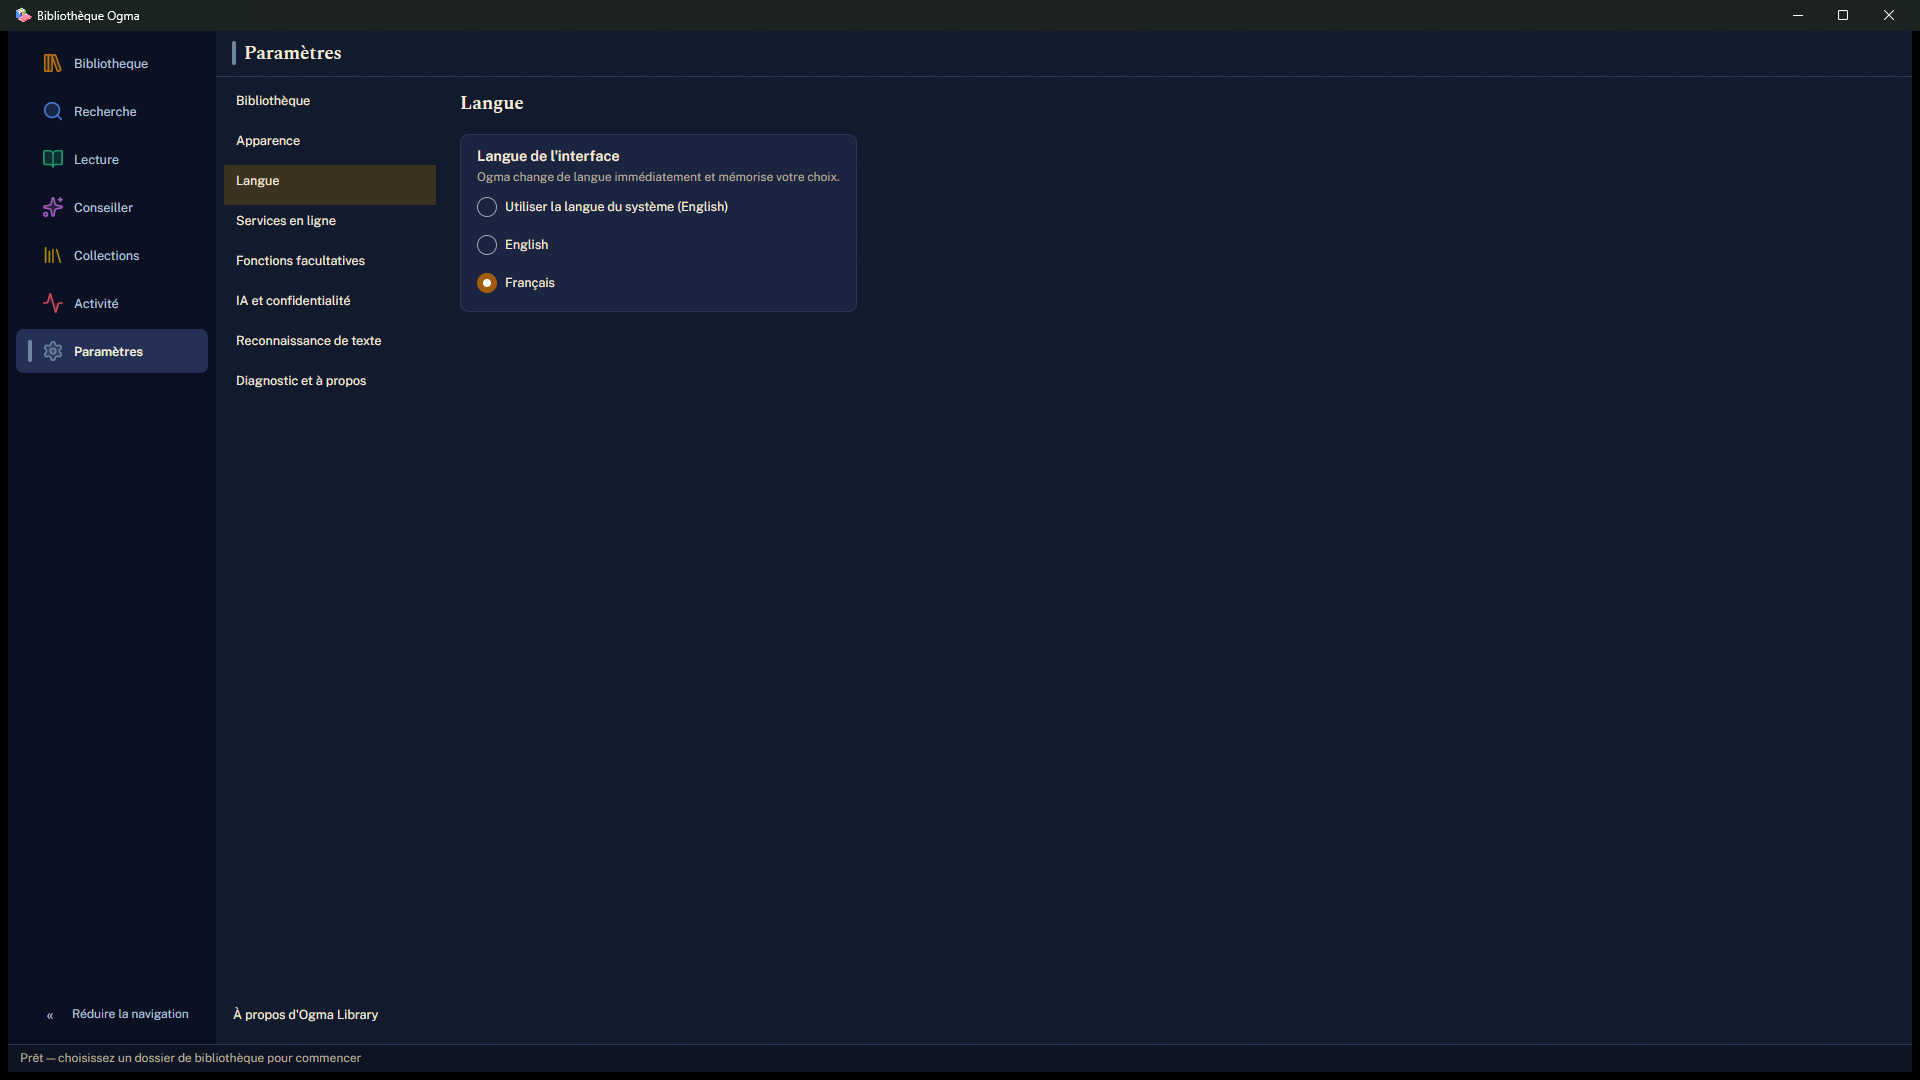 Bibliothèque Ogma
Bibliotheque
Recherche
Lecture
Conseiller
Collections
Activité
Paramètres
« Réduire la navigation
Paramètres
Bibliothèque
Apparence
Langue
Services en ligne
Fonctions facultatives
IA et confidentialité
Reconnaissance de texte
Diagnostic et à propos
À propos d'Ogma Library
Langue
Langue de l'interface
Ogma change de langue immédiatement et mémorise votre choix.
Utiliser la langue du système (English)
English
Français
Prêt — choisissez un dossier de bibliothèque pour commencer